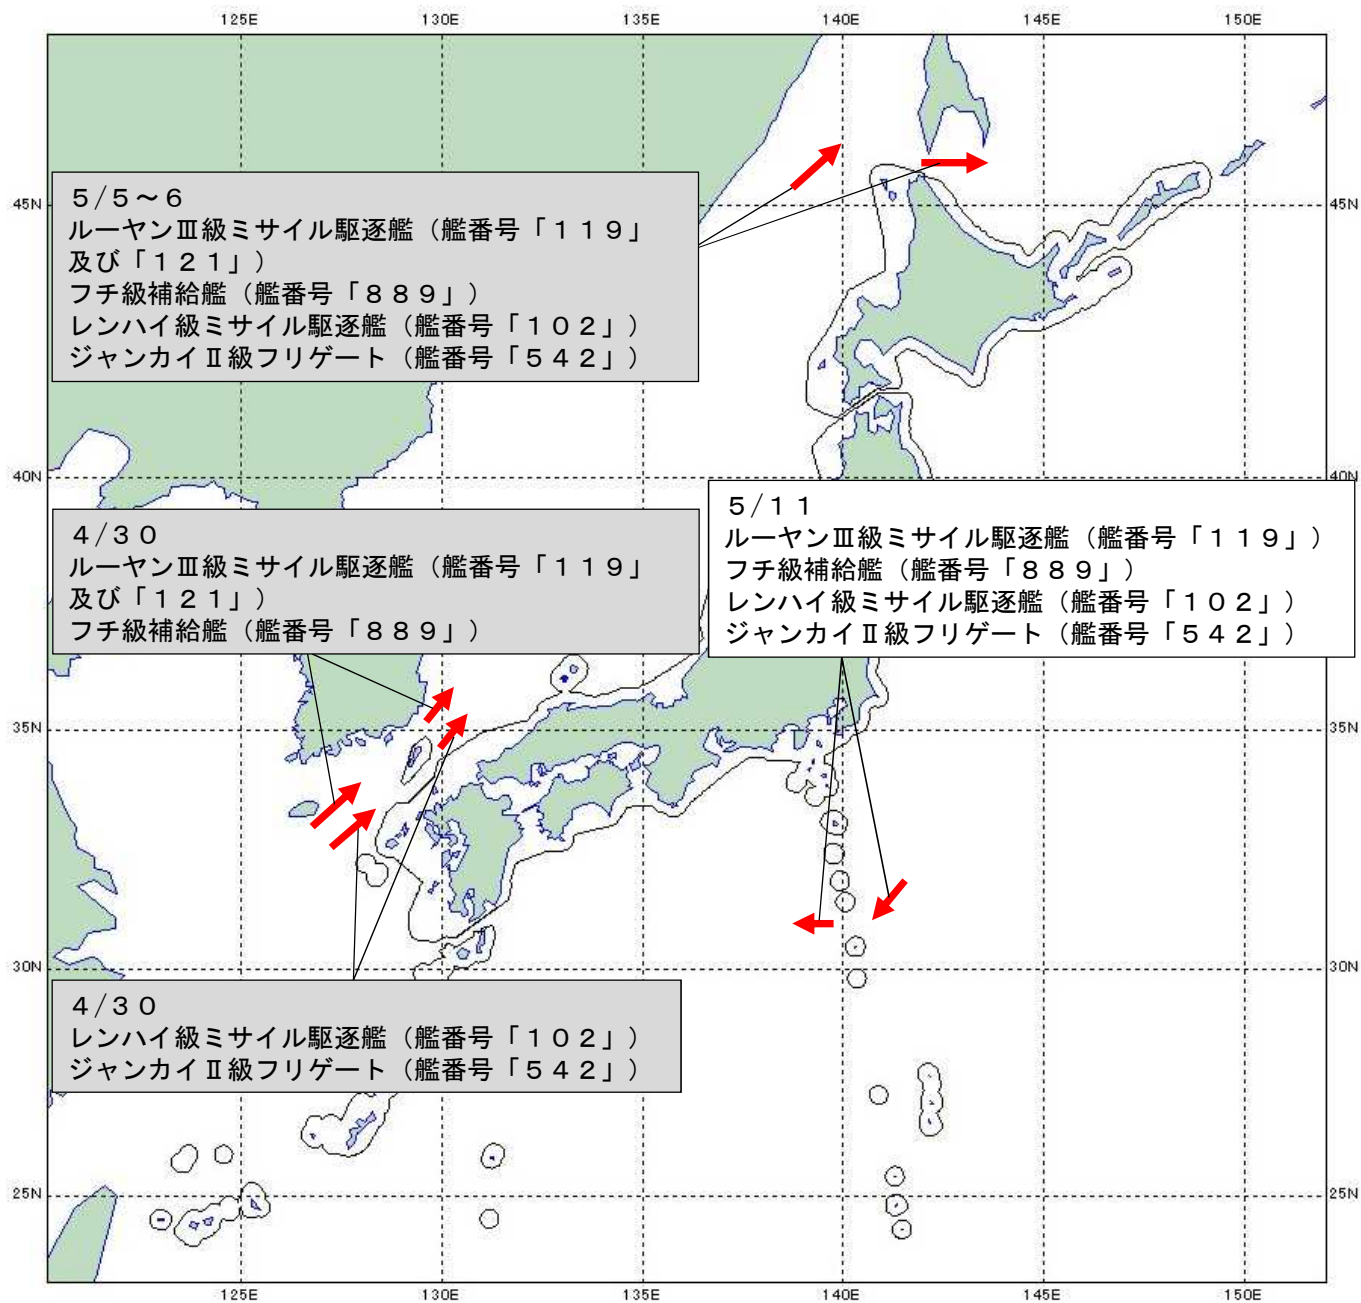 125E 130E 135E 140E 145E 150E
5/5～6
ルーヤンⅢ級ミサイル駆逐艦（艦番号「119」
及び「121」）
フチ級補給艦（艦番号「889」）
レンハイ級ミサイル駆逐艦（艦番号「102」）
ジャンカイⅡ級フリゲート（艦番号「542」）
45N 45N
40N 40N
4/30
ルーヤンⅢ級ミサイル駆逐艦（艦番号「119」
及び「121」）
フチ級補給艦（艦番号「889」）
5/11
ルーヤンⅢ級ミサイル駆逐艦（艦番号「119」）
フチ級補給艦（艦番号「889」）
レンハイ級ミサイル駆逐艦（艦番号「102」）
ジャンカイⅡ級フリゲート（艦番号「542」）
35N 35N
30N 30N
4/30
レンハイ級ミサイル駆逐艦（艦番号「102」）
ジャンカイⅡ級フリゲート（艦番号「542」）
25N 25N
125E 130E 135E 140E 145E 150E